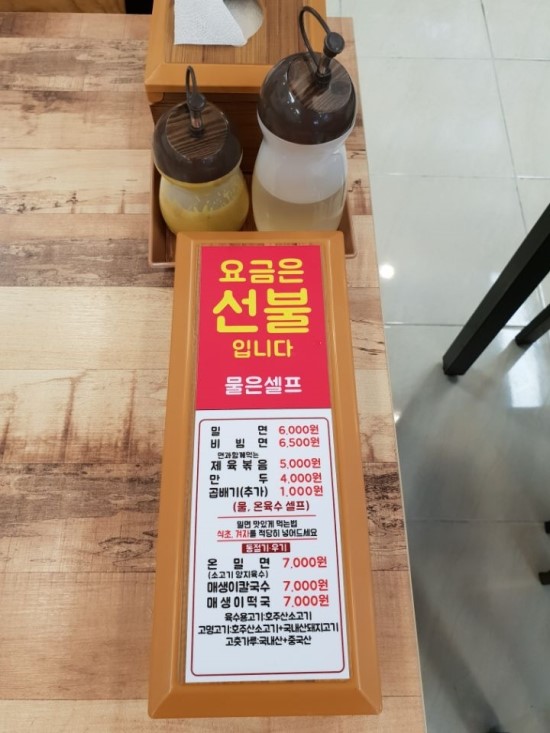 요금은
선불
입니다
물은셀프
밀 면 6,000원
비 빔 면 6,500원
면과함께먹는
제 육 볶 음 5,000원
만 두 4,000원
곱배기(추가) 1,000원
(물, 온육수 셀프)
밀면 맛있게 먹는법
식초, 겨자를 적당히 넣어드세요
온 밀 면 7,000원
(소고기 양지육수)
매생이칼국수 7,000원
매 생 이 떡 국 7,000원
육수용고기:호주산소고기
고명고기:호주산소고기+국내산돼지고기
고춧가루:국내산+중국산